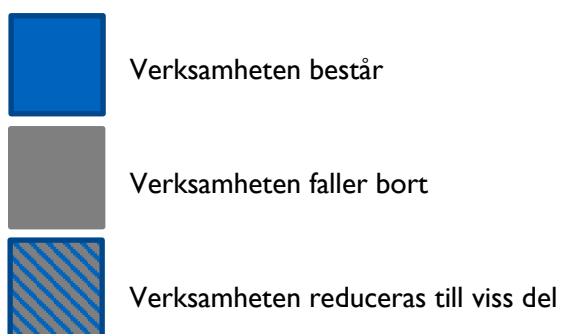 Verksamheten består
Verksamheten faller bort
Verksamheten reduceras till viss del